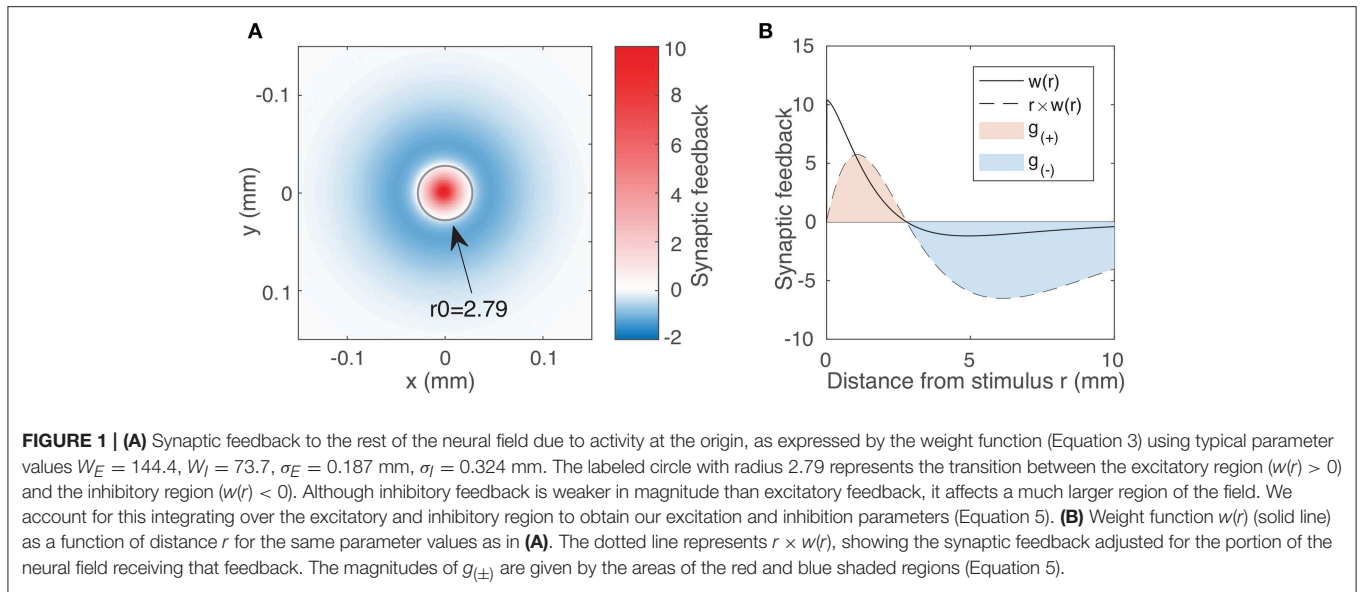 A
-0.1
0
0.1
y (mm)
-0.1
0
0.1
x (mm)
r0=2.79
10
8
6
4
2
0
-2
Synaptic feedback
B
15
10
5
0
-5
-10
Synaptic feedback
0
5
10
Distance from stimulus r (mm)
w(r)
r × w(r)
g(+)
g(-)
FIGURE 1 | (A) Synaptic feedback to the rest of the neural field due to activity at the origin, as expressed by the weight function (Equation 3) using typical parameter
values W_E = 144.4, W_I = 73.7, σ_E = 0.187 mm, σ_I = 0.324 mm. The labeled circle with radius 2.79 represents the transition between the excitatory region (w(r) > 0)
and the inhibitory region (w(r) < 0). Although inhibitory feedback is weaker in magnitude than excitatory feedback, it affects a much larger region of the field. We
account for this integrating over the excitatory and inhibitory region to obtain our excitation and inhibition parameters (Equation 5). (B) Weight function w(r) (solid line)
as a function of distance r for the same parameter values as in (A). The dotted line represents r × w(r), showing the synaptic feedback adjusted for the portion of the
neural field receiving that feedback. The magnitudes of g(±) are given by the areas of the red and blue shaded regions (Equation 5).